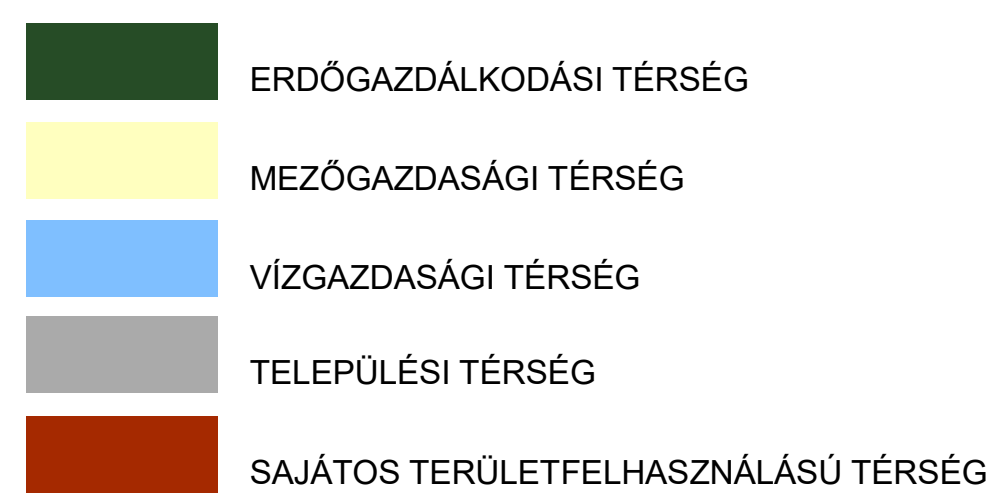 ERDŐGAZDÁLKODÁSI TÉRSÉG
MEZŐGAZDASÁGI TÉRSÉG
VÍZGAZDASÁGI TÉRSÉG
TELEPÜLÉSI TÉRSÉG
SAJÁTOS TERÜLETFELHASZNÁLÁSÚ TÉRSÉG